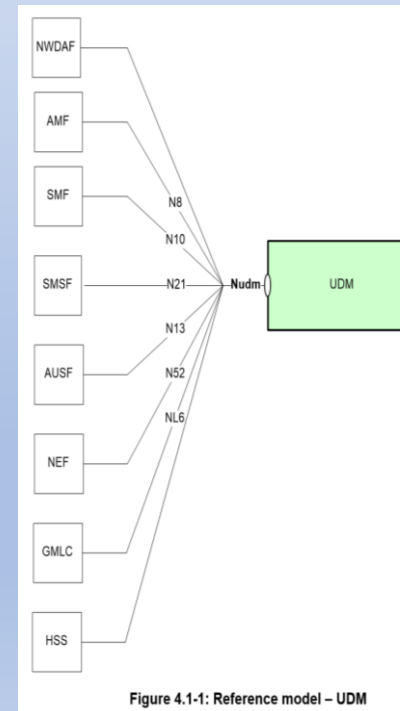 NWDAF
AMF
SMF
N8
N10
SMSF
N21
Nudm
UDM
N13
AUSF
N52
NL6
NEF
GMLC
HSS
Figure 4.1-1: Reference model – UDM